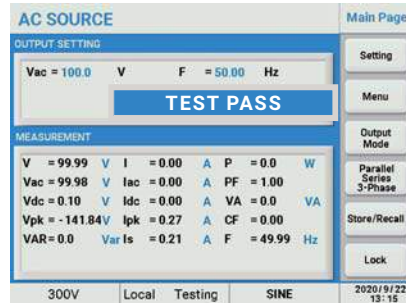 AC SOURCE
Main Page
OUTPUT SETTING
Vac = 100.0 V F = 50.00 Hz
TEST PASS
MEASUREMENT
V = 99.99 V I = 0.00 A P = 0.0 W
Vac = 99.98 V Iac = 0.00 A PF = 1.00
Vdc = 0.10 V Idc = 0.00 A VA = 0.0 VA
Vpk = - 141.84 V Ipk = 0.27 A CF = 0.00
VAR = 0.0 Var Is = 0.21 A F = 49.99 Hz
Setting
Menu
Output
Mode
Parallel
Series
3-Phase
Store/Recall
Lock
300V Local Testing SINE
2020/9/22
13:15